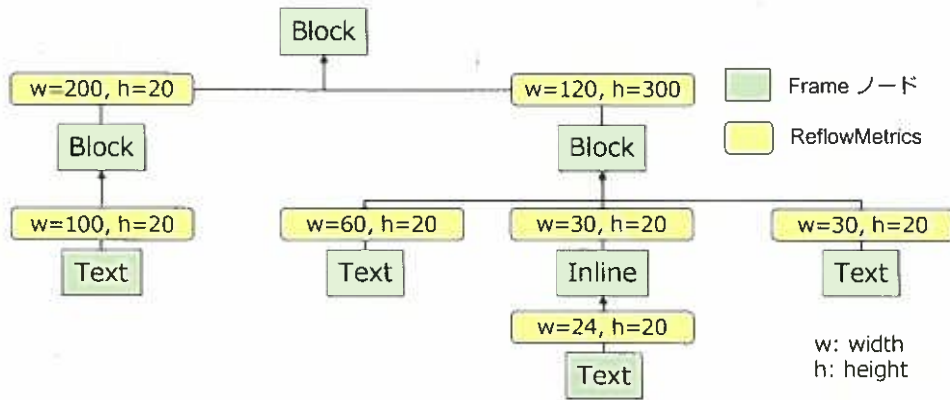 Block
w=200, h=20
w=120, h=300
Frame ノード
Block
Block
ReflowMetrics
w=100, h=20
w=60, h=20
w=30, h=20
w=30, h=20
Text
Text
Inline
Text
w=24, h=20
Text
w: width
h: height